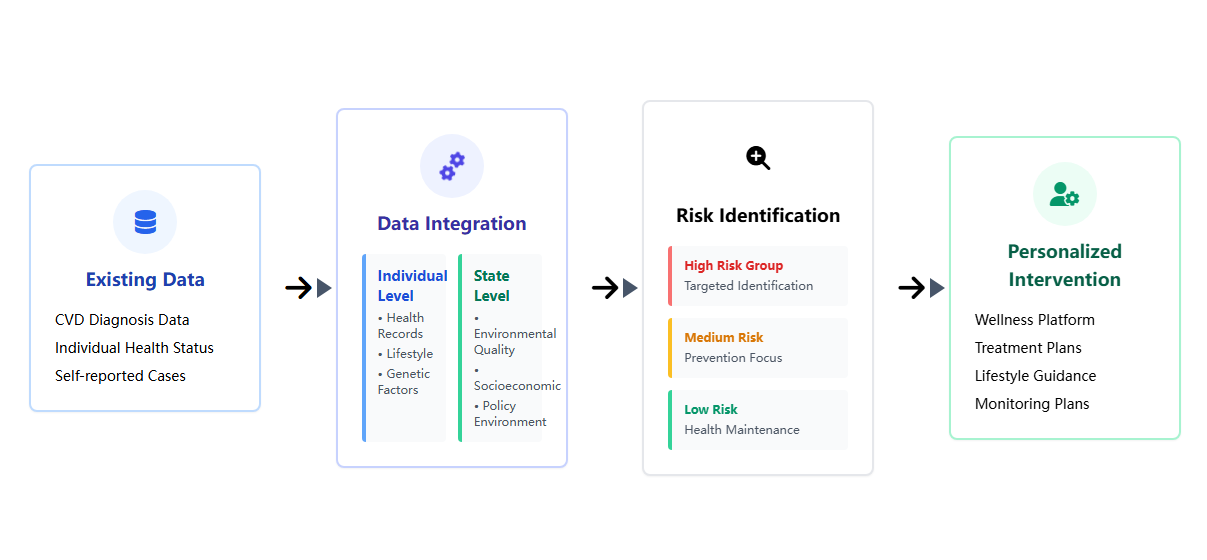 Existing Data
CVD Diagnosis Data
Individual Health Status
Self-reported Cases
Data Integration
Individual
Level
• Health
Records
• Lifestyle
• Genetic
Factors
State
Level
•
Environmental
Quality
•
Socioeconomic
• Policy
Environment
Risk Identification
High Risk Group
Targeted Identification
Medium Risk
Prevention Focus
Low Risk
Health Maintenance
Personalized
Intervention
Wellness Platform
Treatment Plans
Lifestyle Guidance
Monitoring Plans